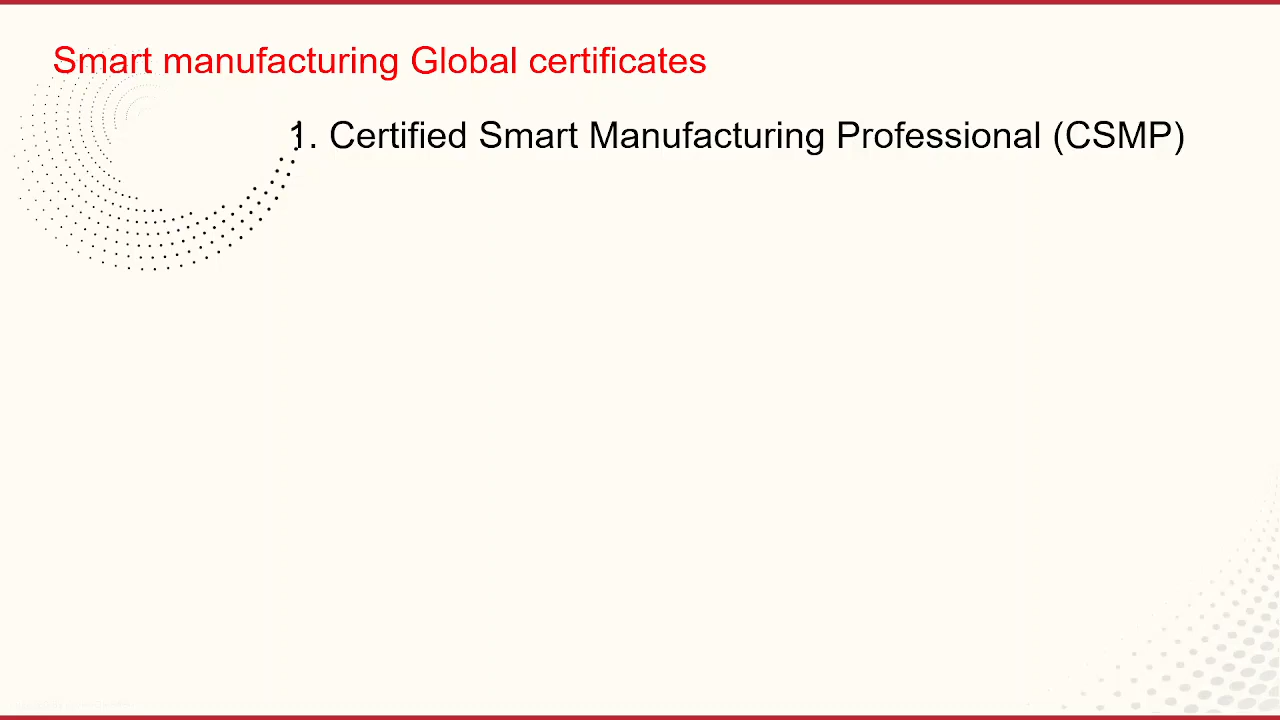 Smart manufacturing Global certificates
1. Certified Smart Manufacturing Professional (CSMP)